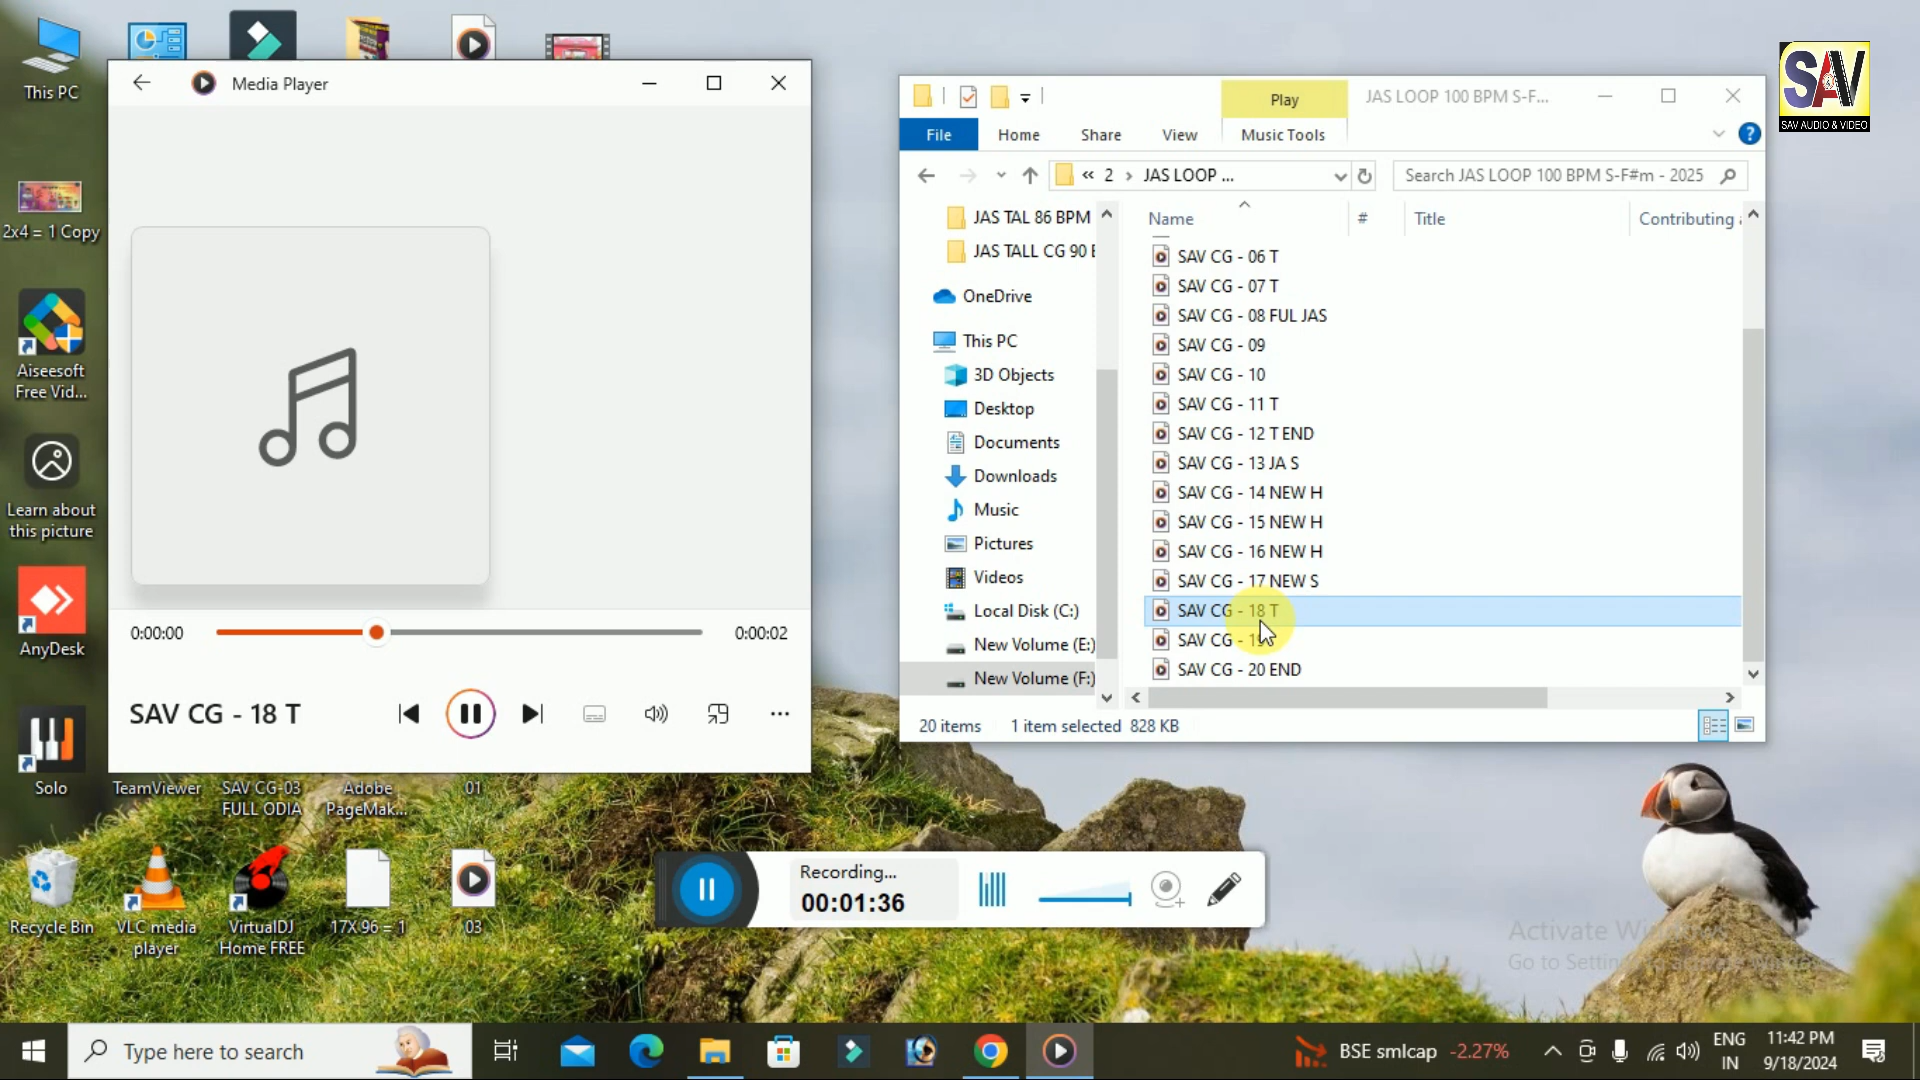 This PC
2x4 = 1 Copy
Aiseesoft
Free Vid...
Learn about
this picture
AnyDesk
Solo
Media Player
0:00:00
0:00:02
SAV CG - 18 T
Play
JAS LOOP 100 BPM S-F...
File
Home
Share
View
Music Tools
« 2 › JAS LOOP ...
Search JAS LOOP 100 BPM S-F#m - 2025
JAS TAL 86 BPM
JAS TALL CG 90 B
OneDrive
This PC
3D Objects
Desktop
Documents
Downloads
Music
Pictures
Videos
Local Disk (C:)
New Volume (E:)
New Volume (F:)
Name
#
Title
Contributing
SAV CG - 06 T
SAV CG - 07 T
SAV CG - 08 FUL JAS
SAV CG - 09
SAV CG - 10
SAV CG - 11 T
SAV CG - 12 T END
SAV CG - 13 JA S
SAV CG - 14 NEW H
SAV CG - 15 NEW H
SAV CG - 16 NEW H
SAV CG - 17 NEW S
SAV CG - 18 T
SAV CG - 19
SAV CG - 20 END
20 items
1 item selected 828 KB
SAV
SAV AUDIO & VIDEO
TeamViewer
SAV CG-03
FULL ODIA
Adobe
PageMak...
01
Recycle Bin
VLC media
player
VirtualDJ
Home FREE
17X 96 = 1
03
Recording...
00:01:36
Type here to search
BSE smlcap -2.27%
ENG
IN
11:42 PM
9/18/2024